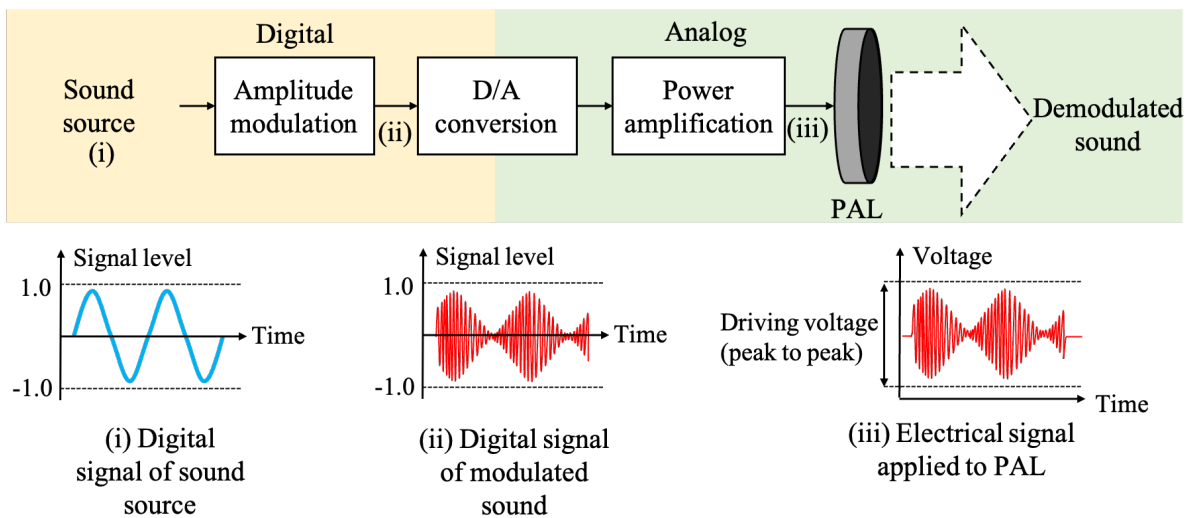 Digital
Analog
Sound
source
(i)
Amplitude
modulation
(ii)
D/A
conversion
Power
amplification
(iii)
PAL
Demodulated
sound
Signal level
1.0
-1.0
Time
(i) Digital
signal of sound
source
Signal level
1.0
-1.0
Time
(ii) Digital signal
of modulated
sound
Voltage
Driving voltage
(peak to peak)
Time
(iii) Electrical signal
applied to PAL